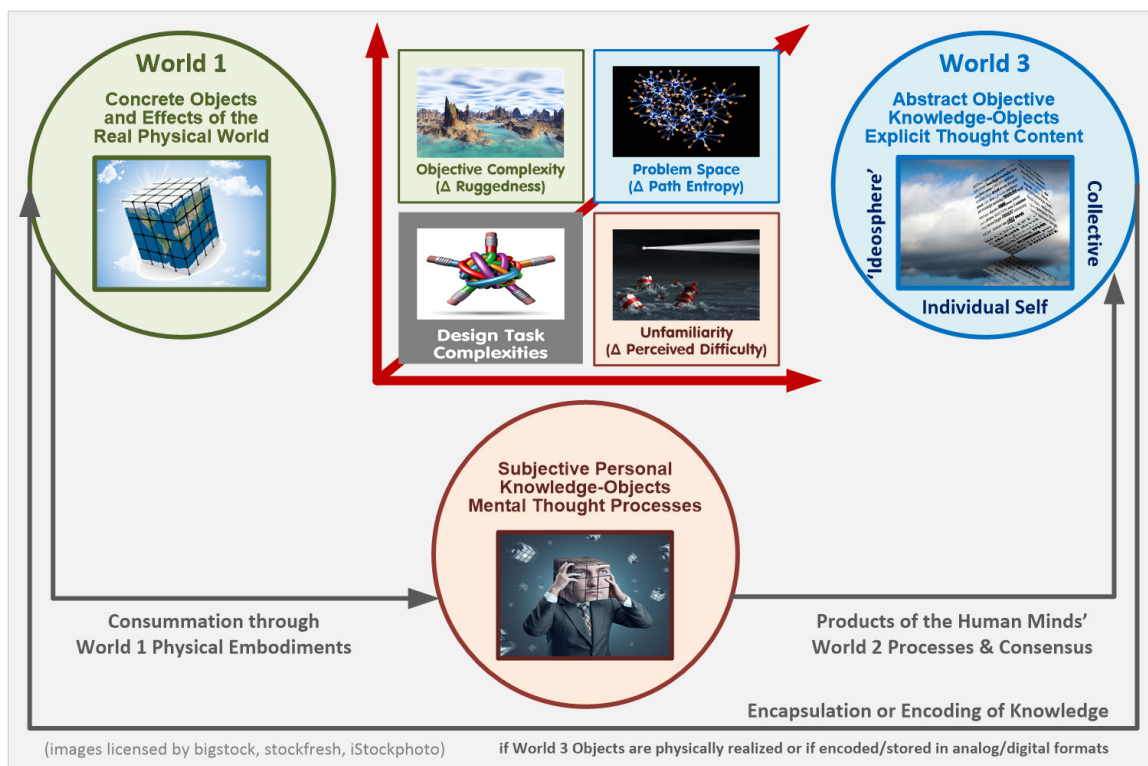 World 1
Concrete Objects
and Effects of the
Real Physical World
Objective Complexity
(Δ Ruggedness)
Problem Space
(Δ Path Entropy)
Design Task
Complexities
Unfamiliarity
(Δ Perceived Difficulty)
World 3
Abstract Objective
Knowledge-Objects
Explicit Thought Content
‘Ideosphere’
Collective
Individual Self
Subjective Personal
Knowledge-Objects
Mental Thought Processes
Consummation through
World 1 Physical Embodiments
Products of the Human Minds’
World 2 Processes & Consensus
Encapsulation or Encoding of Knowledge
(images licensed by bigstock, stockfresh, iStockphoto)
if World 3 Objects are physically realized or if encoded/stored in analog/digital formats